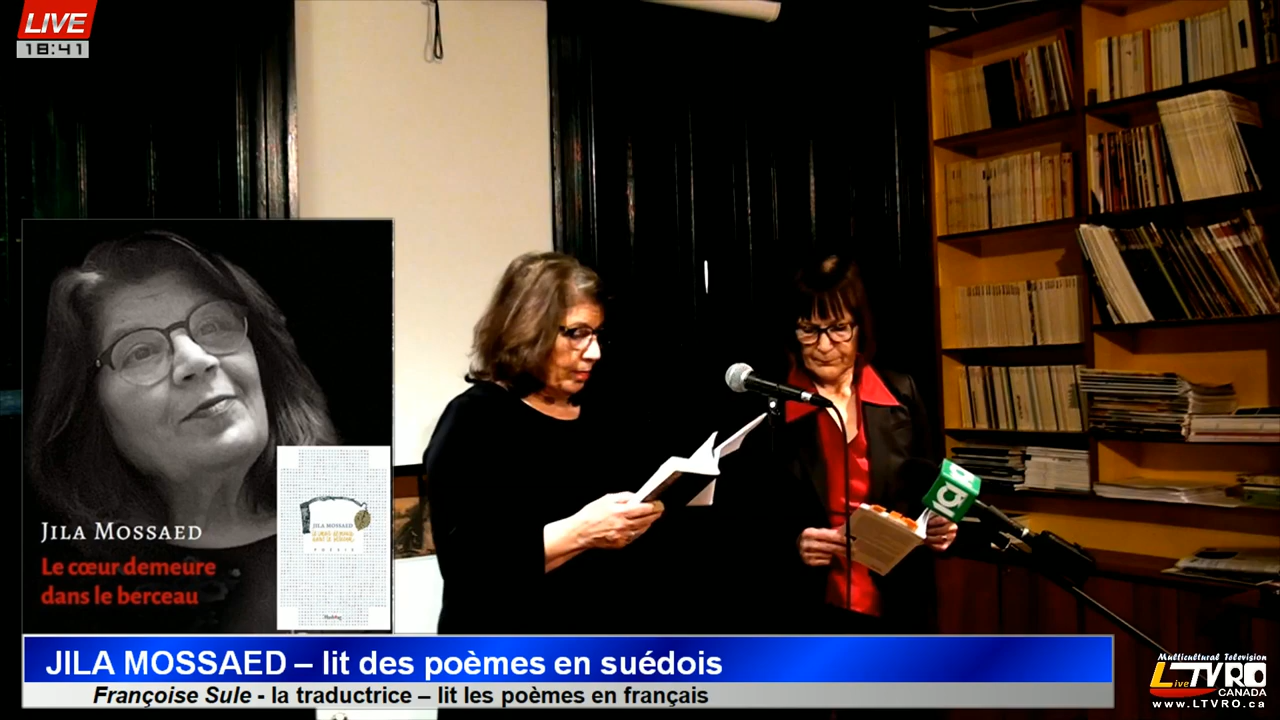 LIVE
18:41
JILA MOSSAED
Le cœur demeure
dans le berceau
JILA MOSSAED
POÉSIE
JILA MOSSAED – lit des poèmes en suédois
Françoise Sule - la traductrice – lit les poèmes en français
Multicultural Television
LiveTVRO
CANADA
www.LTVRO.ca